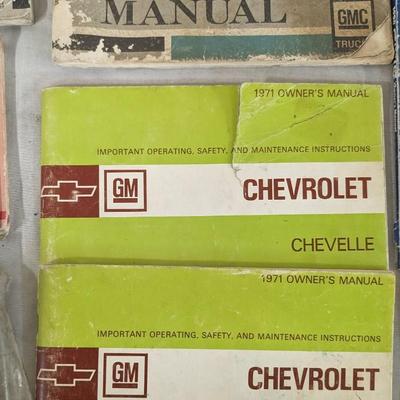 MANUAL
GMC
TRUCK
1971 OWNER'S MANUAL
IMPORTANT OPERATING, SAFETY, AND MAINTENANCE INSTRUCTIONS
GM
CHEVROLET
CHEVELLE
1971 OWNER'S MANUAL
IMPORTANT OPERATING, SAFETY, AND MAINTENANCE INSTRUCTIONS
GM
CHEVROLET